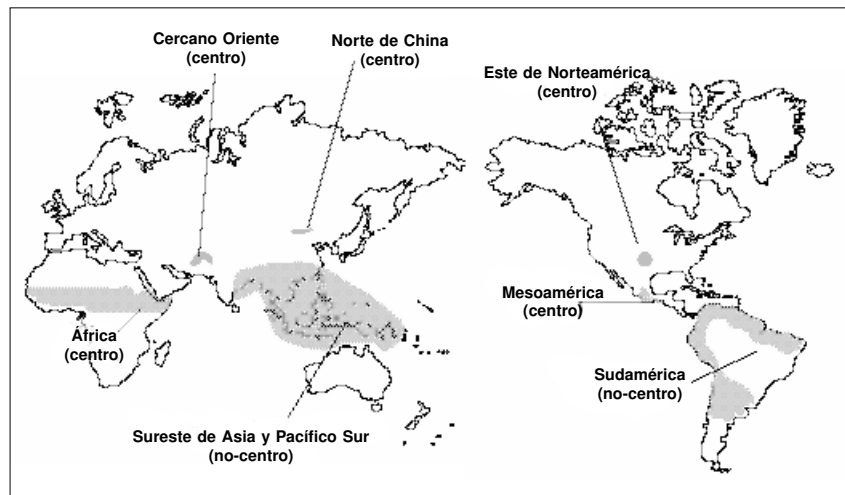 Cercano Oriente
(centro)
Norte de China
(centro)
Este de Norteamérica
(centro)
África
(centro)
Mesoamérica
(centro)
Sudamérica
(no-centro)
Sureste de Asia y Pacífico Sur
(no-centro)